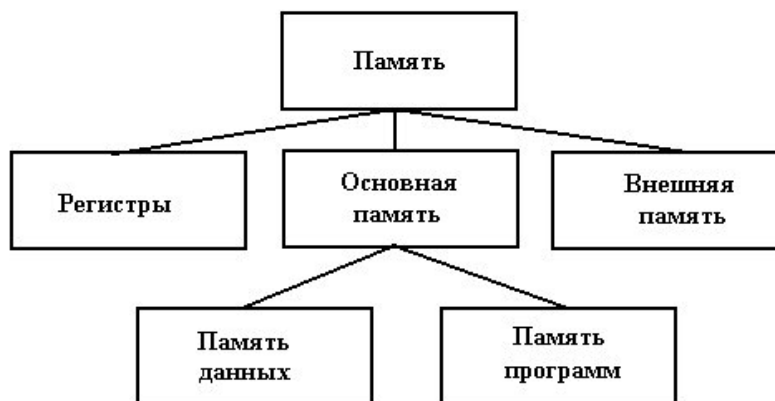 Память
Регистры
Основная
память
Внешняя
память
Память
данных
Память
программ